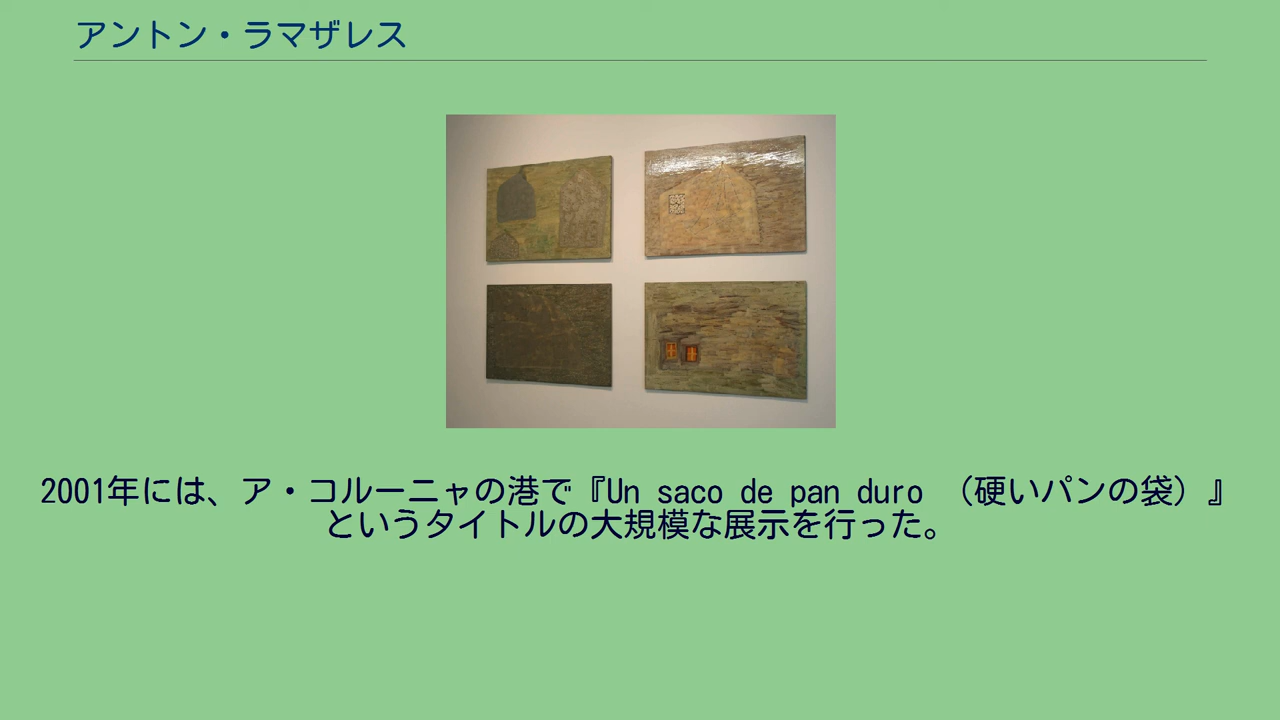 アントン・ラマザレス
2001年には、ア・コルーニャの港で『Un saco de pan duro （硬いパンの袋）』
というタイトルの大規模な展示を行った。